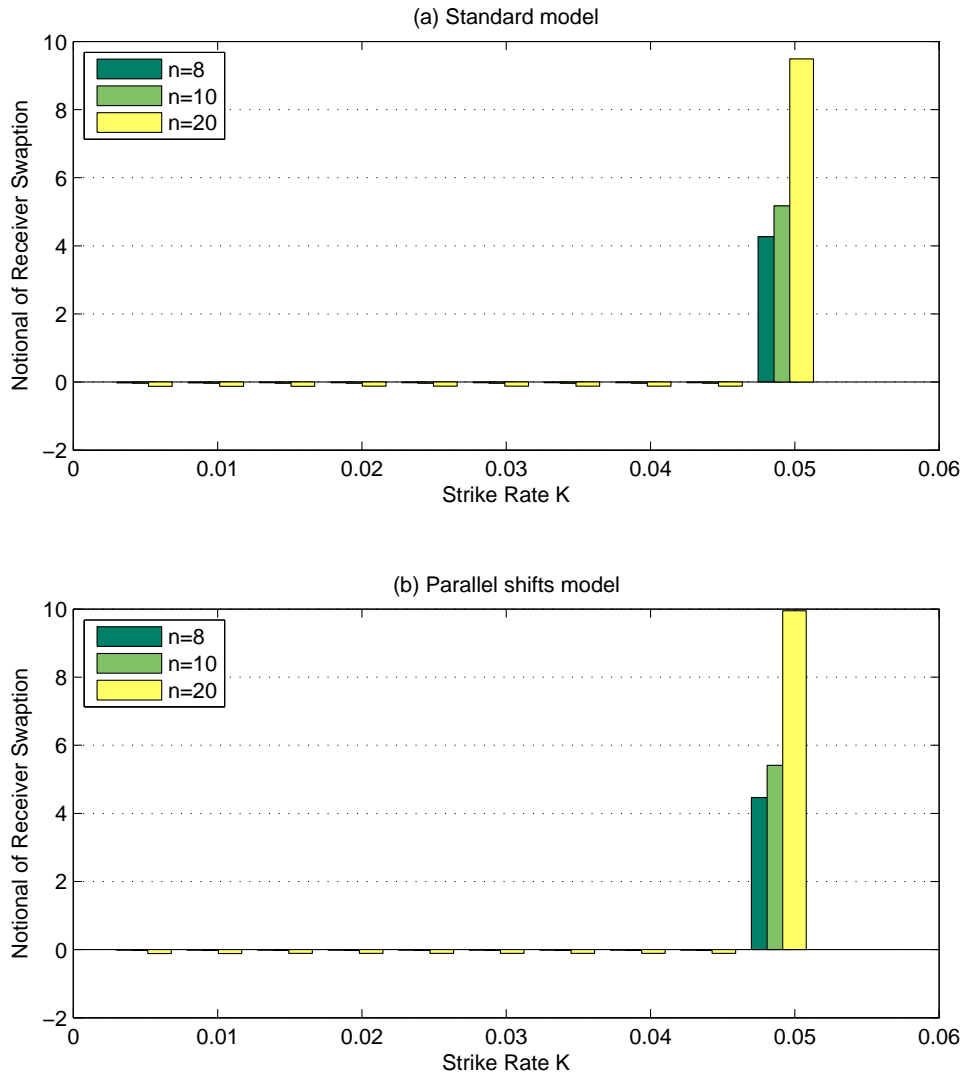 (a) Standard model
10
8
6
4
2
0
−2
Notional of Receiver Swaption
n=8
n=10
n=20
0
0.01
0.02
0.03
0.04
0.05
0.06
Strike Rate K
(b) Parallel shifts model
10
8
6
4
2
0
−2
Notional of Receiver Swaption
n=8
n=10
n=20
0
0.01
0.02
0.03
0.04
0.05
0.06
Strike Rate K